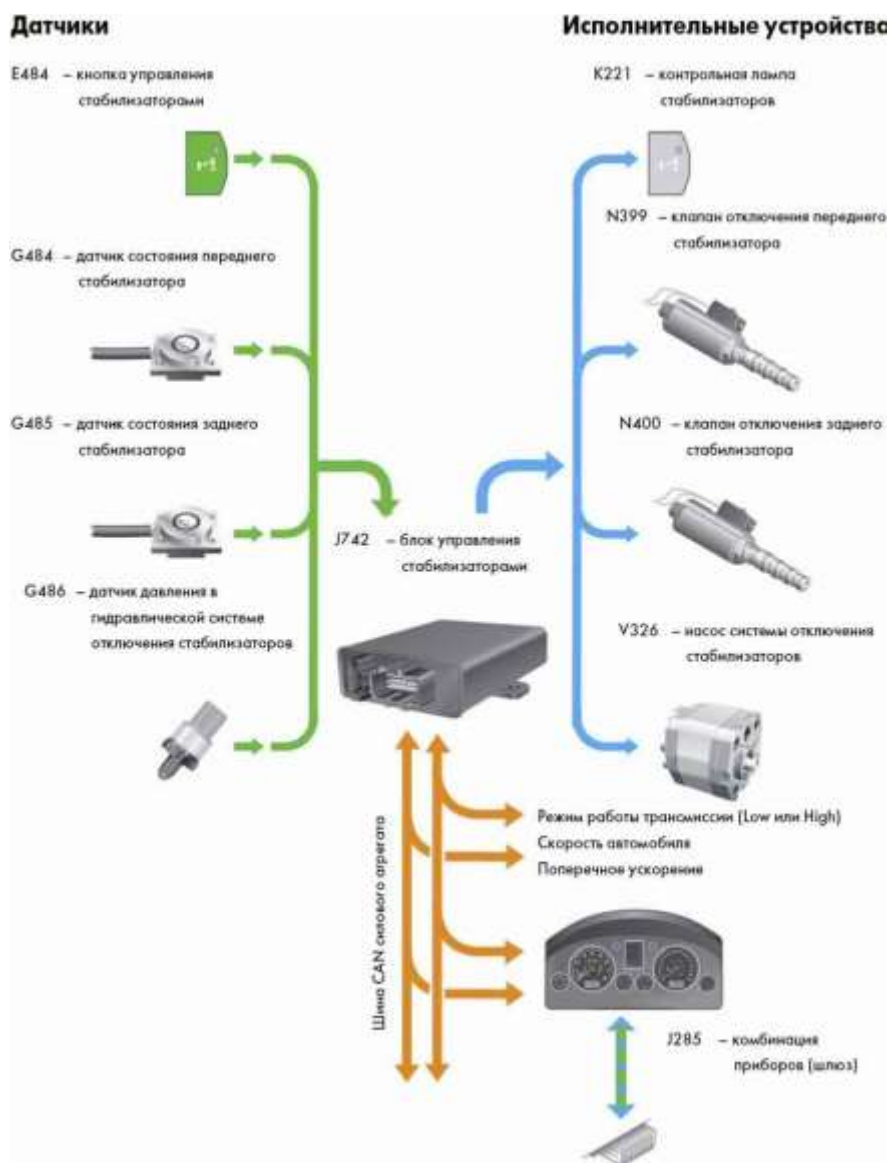 Датчики
Исполнительные устройства
E484 – кнопка управления
стабилизаторами
K221 – контрольная лампа
стабилизаторов
N399 – клапан отключения переднего
стабилизатора
G484 – датчик состояния переднего
стабилизатора
G485 – датчик состояния заднего
стабилизатора
N400 – клапан отключения заднего
стабилизатора
J742 – блок управления
стабилизаторами
G486 – датчик давления в
гидравлической системе
отключения стабилизаторов
V326 – насос системы отключения
стабилизаторов
Режим работы трансмиссии (Low или High)
Скорость автомобиля
Поперечное ускорение
Шина CAN силового агрегата
J285 – комбинация
приборов (шлюз)